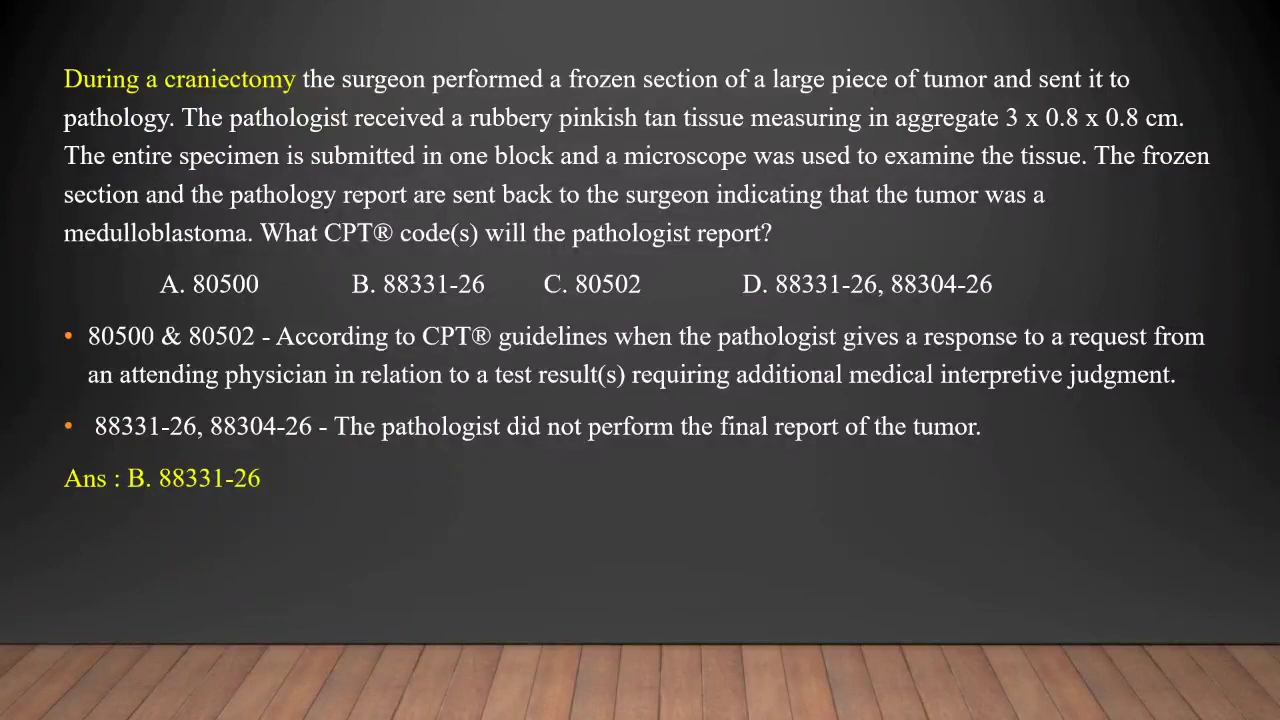 During a craniectomy the surgeon performed a frozen section of a large piece of tumor and sent it to
pathology. The pathologist received a rubbery pinkish tan tissue measuring in aggregate 3 x 0.8 x 0.8 cm.
The entire specimen is submitted in one block and a microscope was used to examine the tissue. The frozen
section and the pathology report are sent back to the surgeon indicating that the tumor was a
medulloblastoma. What CPT® code(s) will the pathologist report?
A. 80500 B. 88331-26 C. 80502 D. 88331-26, 88304-26
• 80500 & 80502 - According to CPT® guidelines when the pathologist gives a response to a request from
an attending physician in relation to a test result(s) requiring additional medical interpretive judgment.
• 88331-26, 88304-26 - The pathologist did not perform the final report of the tumor.
Ans : B. 88331-26